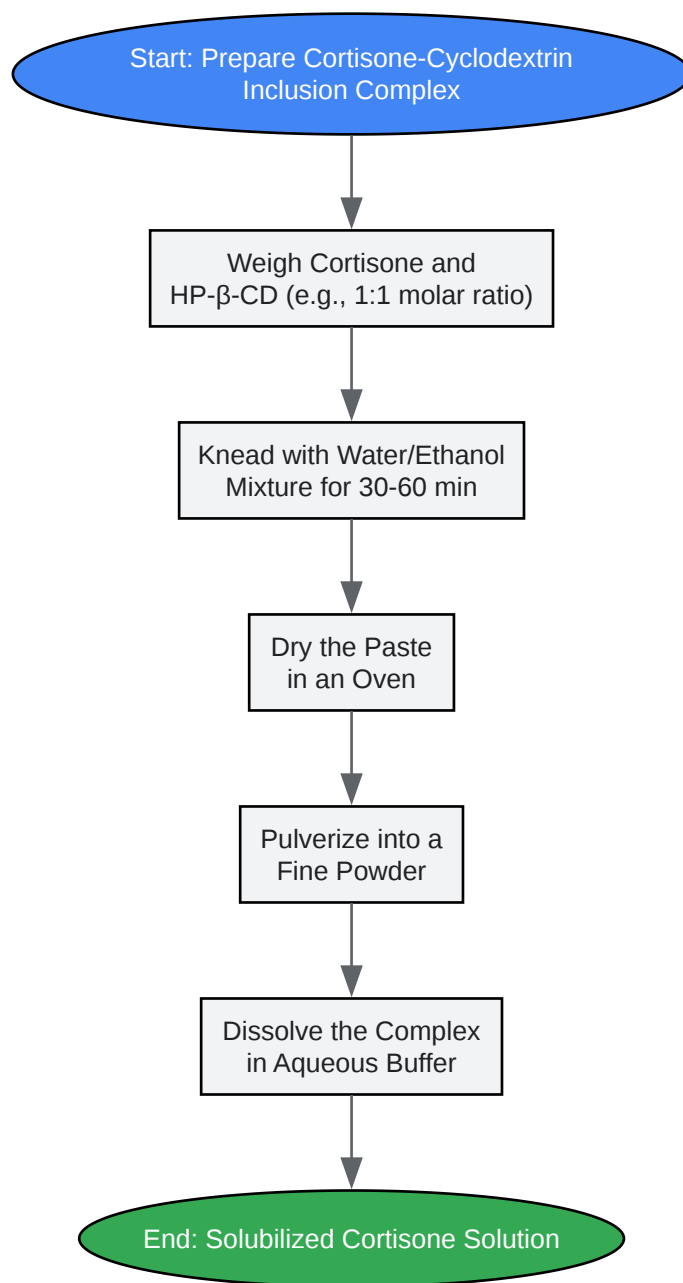 Start: Prepare Cortisone-Cyclodextrin
Inclusion Complex
Weigh Cortisone and
HP-β-CD (e.g., 1:1 molar ratio)
Knead with Water/Ethanol
Mixture for 30-60 min
Dry the Paste
in an Oven
Pulverize into a
Fine Powder
Dissolve the Complex
in Aqueous Buffer
End: Solubilized Cortisone Solution